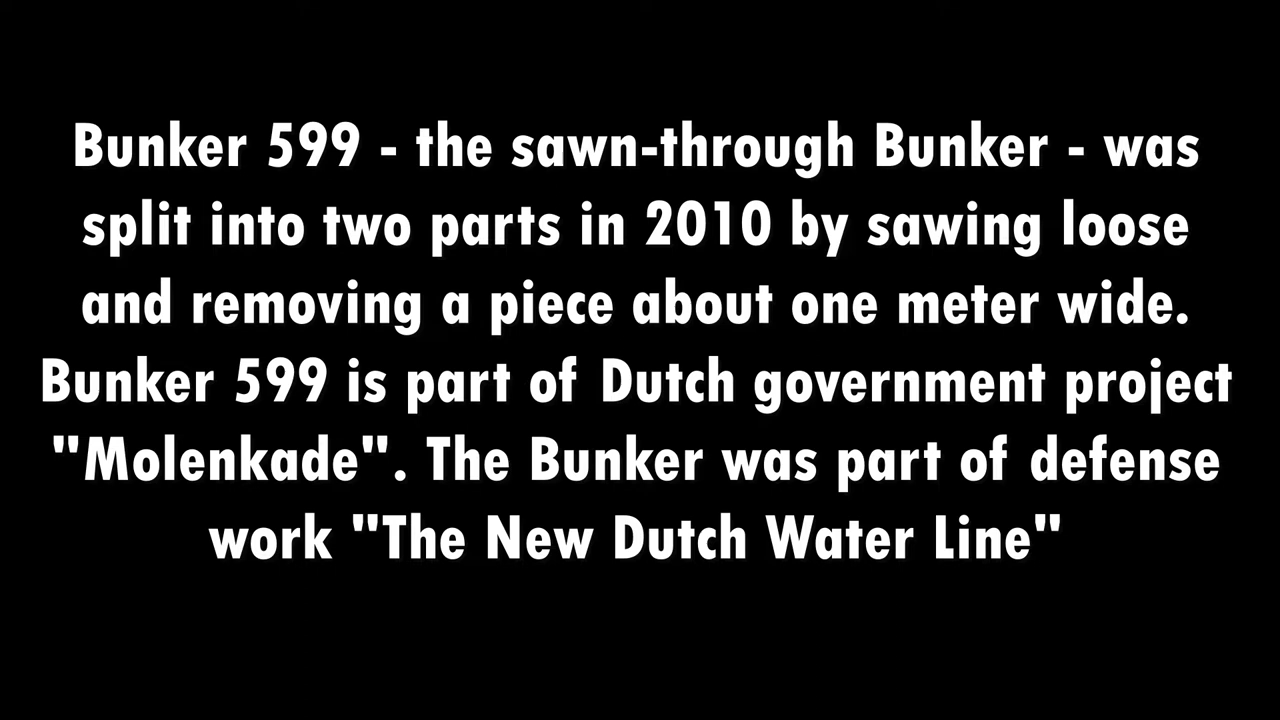 Bunker 599 - the sawn-through Bunker - was
split into two parts in 2010 by sawing loose
and removing a piece about one meter wide.
Bunker 599 is part of Dutch government project
"Molenkade". The Bunker was part of defense
work "The New Dutch Water Line"